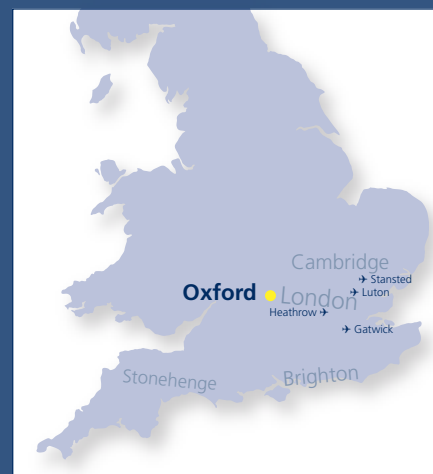 Cambridge
✈ Stansted
Oxford
✈ Luton
London
Heathrow ✈
✈ Gatwick
Stonehenge
Brighton